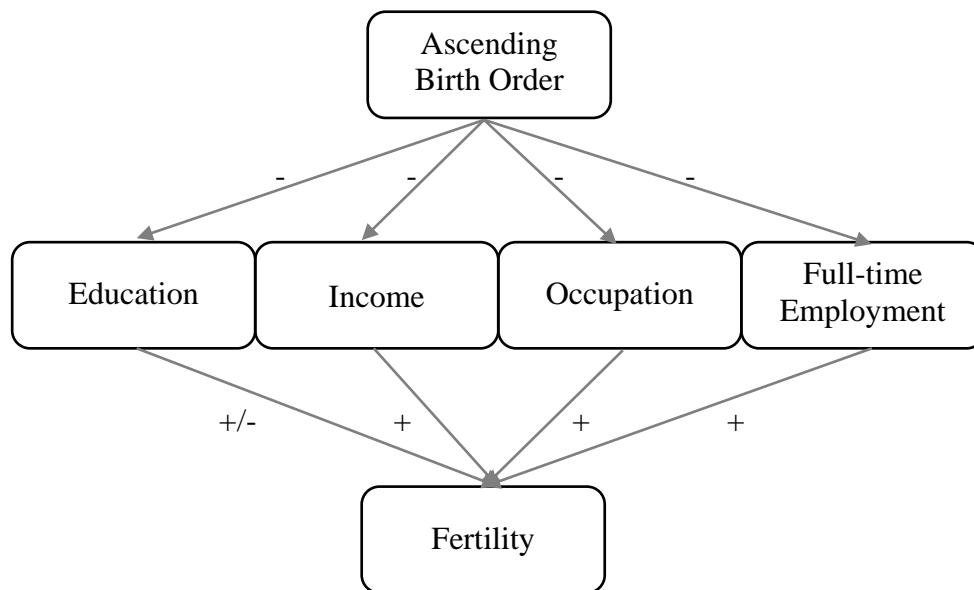 Ascending
Birth Order
- - - -
Education
Income
Occupation
Full-time
Employment
+/- + + +
Fertility